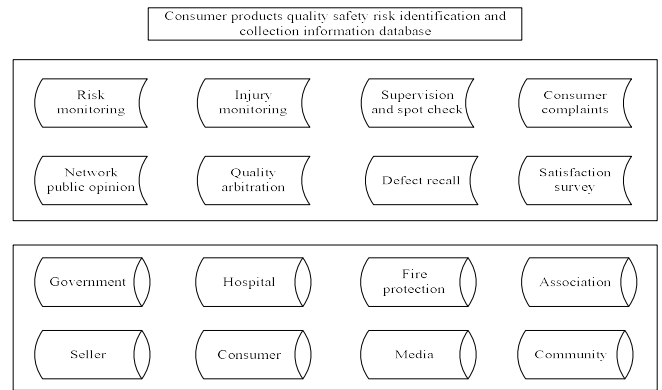 Consumer products quality safety risk identification and
collection information database
Risk
monitoring
Injury
monitoring
Supervision
and spot check
Consumer
complaints
Network
public opinion
Quality
arbitration
Defect recall
Satisfaction
survey
Government
Hospital
Fire
protection
Association
Seller
Consumer
Media
Community